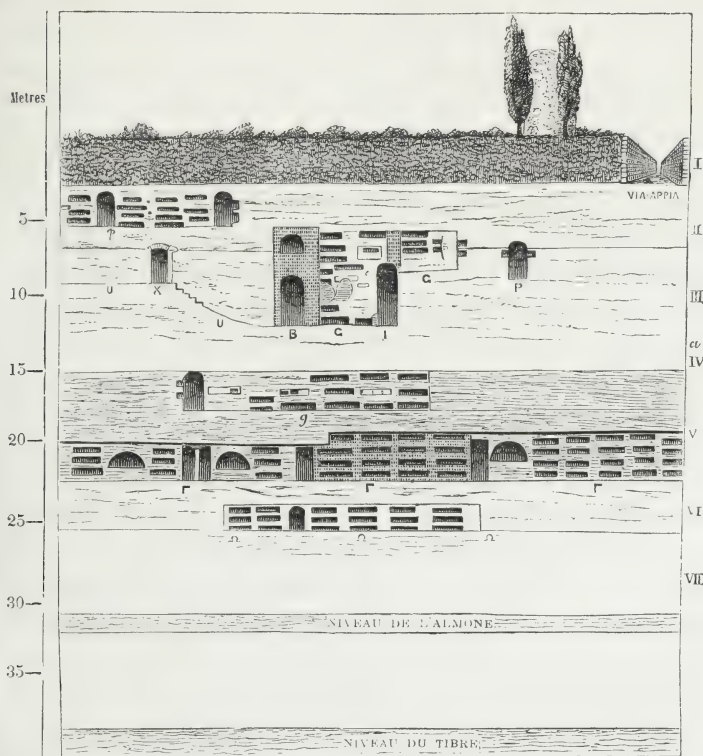 Metres
I
VIA-APPIA
5
p
II
U X U B G I G P
10
III
a
15
IV
g
20
V
Γ Γ Γ
25
VI
Ω Ω Ω
VII
30
NIVEAU DE L'ALMONE
35
NIVEAU DU TIBRE